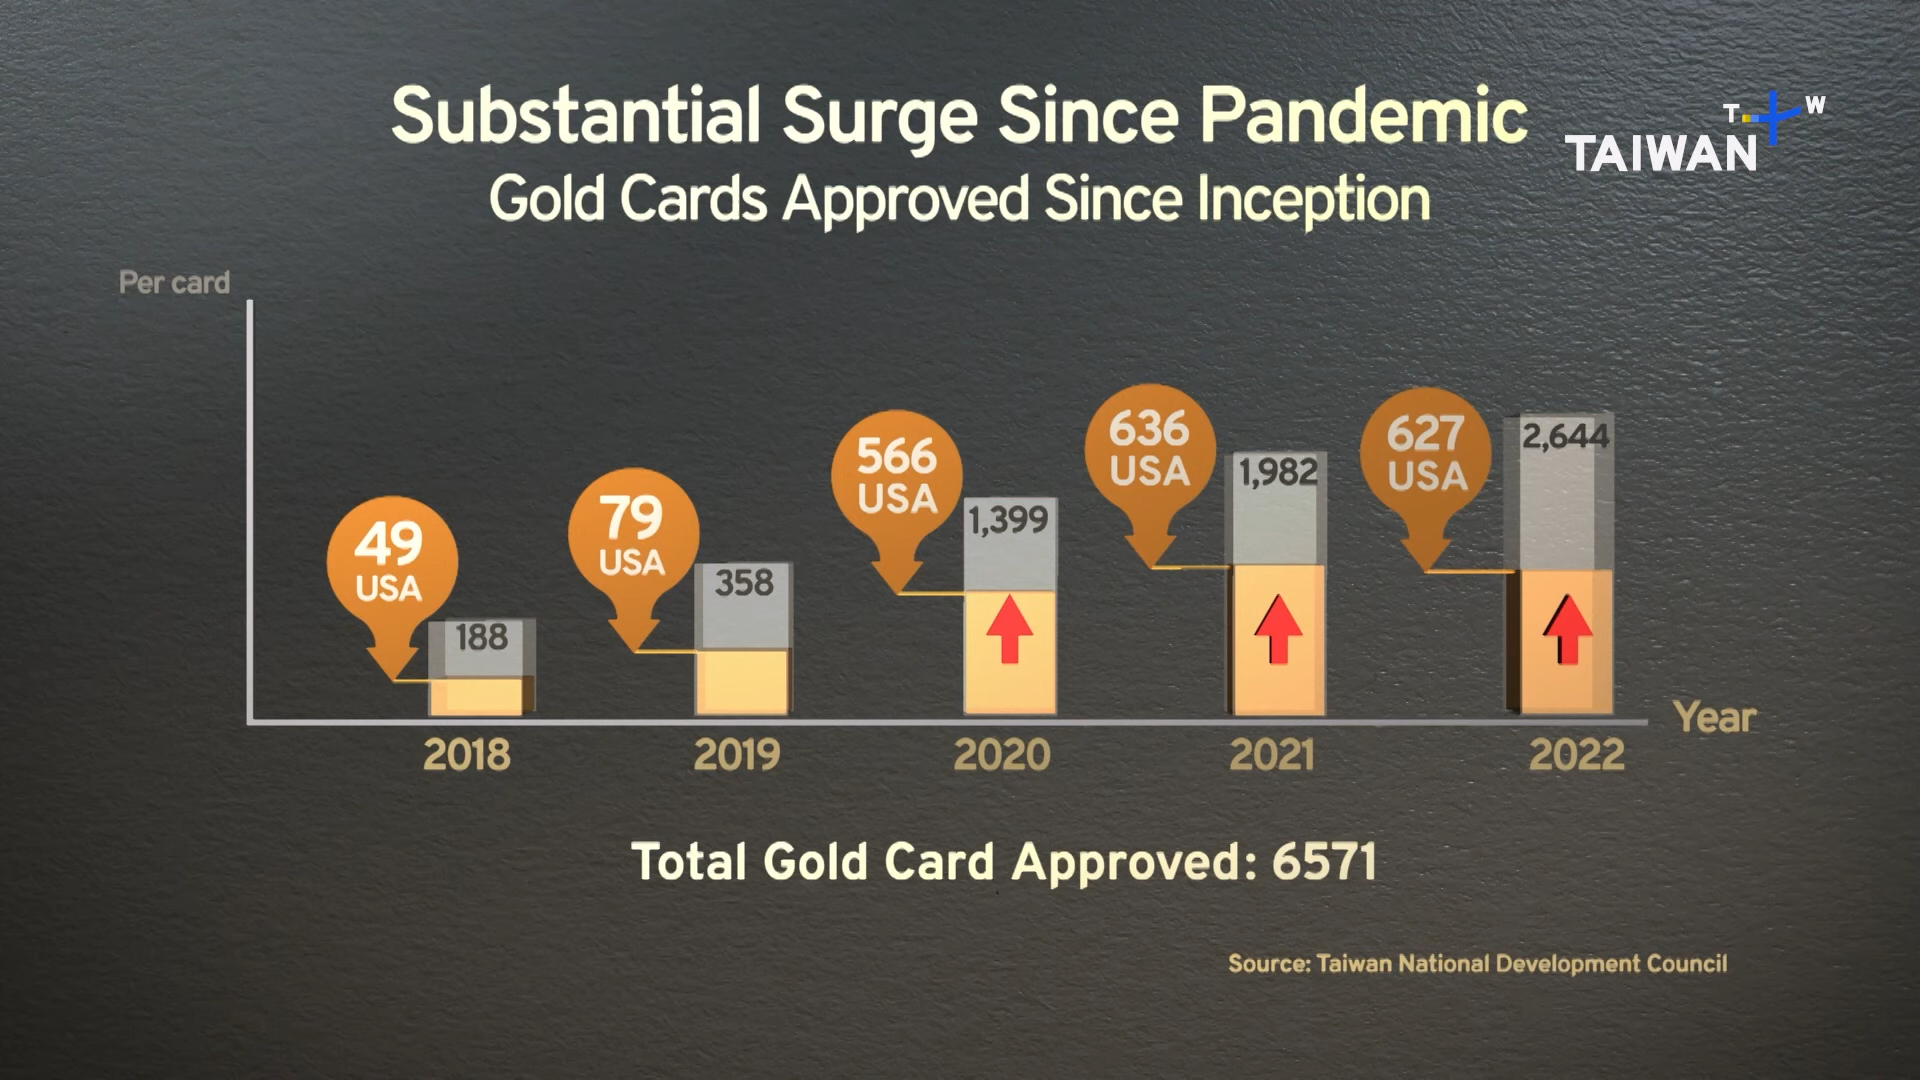 Substantial Surge Since Pandemic
Gold Cards Approved Since Inception
T W
TAIWAN
Per card
49
USA
188
79
USA
358
566
USA
1,399
636
USA
1,982
627
USA
2,644
2018
2019
2020
2021
2022
Year
Total Gold Card Approved: 6571
Source: Taiwan National Development Council